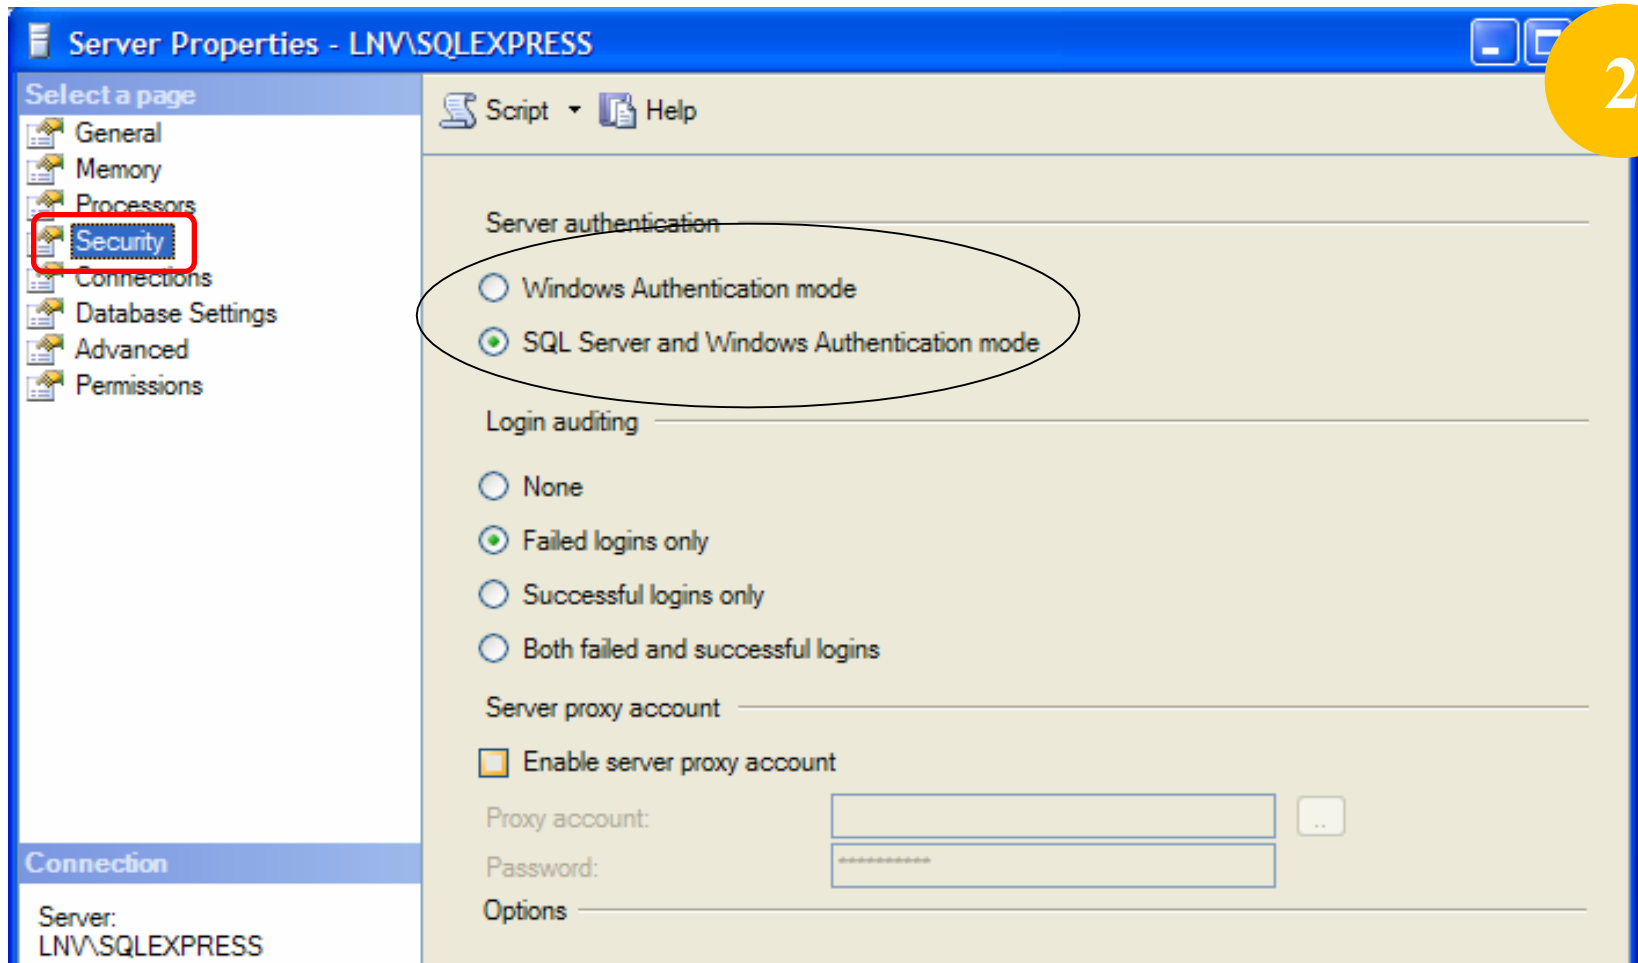 Server Properties - LNV\SQLEXPRESS
2
Select a page
General
Memory
Processors
Security
Connections
Database Settings
Advanced
Permissions
Connection
Server:
LNV\SQLEXPRESS
Script
Help
Server authentication
Windows Authentication mode
SQL Server and Windows Authentication mode
Login auditing
None
Failed logins only
Successful logins only
Both failed and successful logins
Server proxy account
Enable server proxy account
Proxy account:
..
Password:
**********
Options